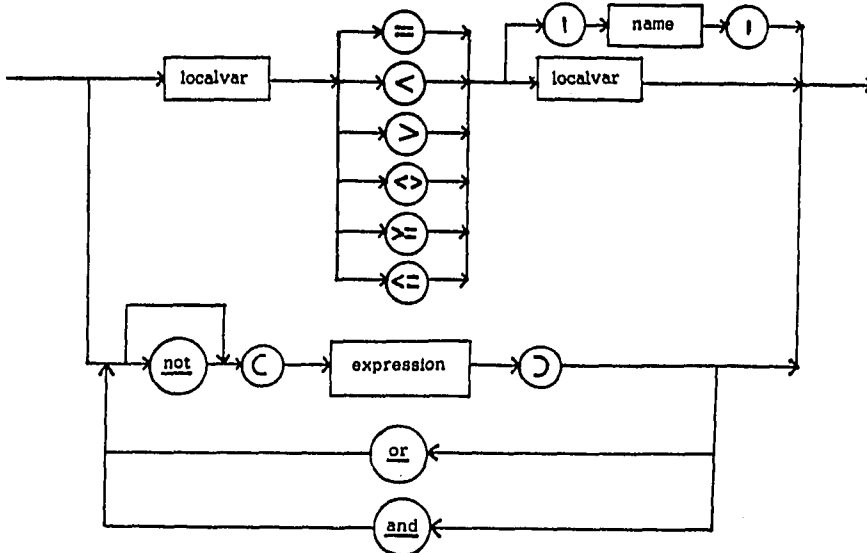 =
' name '
localvar < localvar
>
<>
>=
<=
not ( expression )
or
and